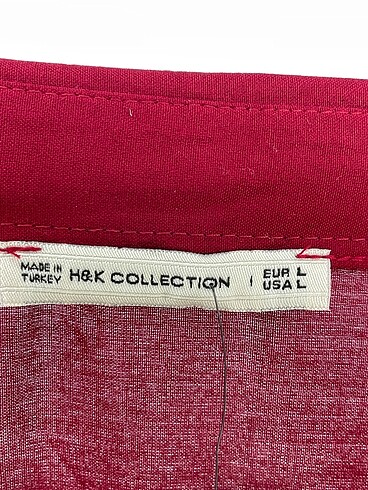 MADE IN
TURKEY
H&K COLLECTION
EUR L
USA L